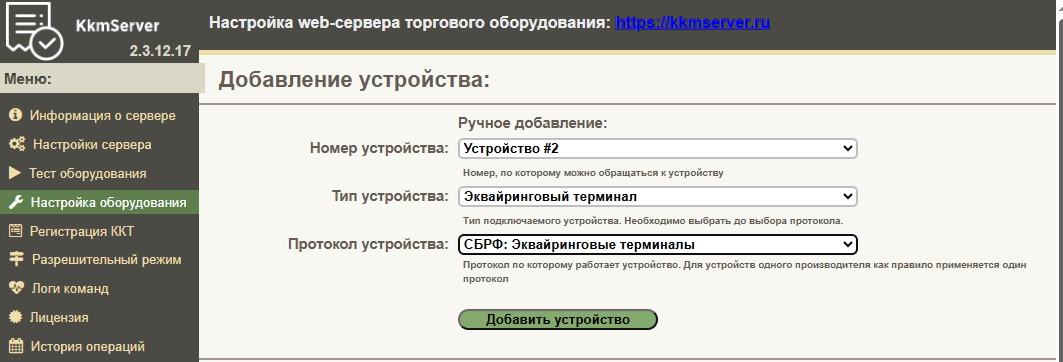 KkmServer
2.3.12.17
Настройка web-сервера торгового оборудования: https://kkmserver.ru
Меню:
Информация о сервере
Настройки сервера
Тест оборудования
Настройка оборудования
Регистрация ККТ
Разрешительный режим
Логи команд
Лицензия
История операций
Добавление устройства:
Ручное добавление:
Номер устройства: Устройство #2
Номер, по которому можно обращаться к устройству
Тип устройства: Эквайринговый терминал
Тип подключаемого устройства. Необходимо выбрать до выбора протокола.
Протокол устройства: СБРФ: Эквайринговые терминалы
Протокол по которому работает устройство. Для устройств одного производителя как правило применяется один
протокол
Добавить устройство